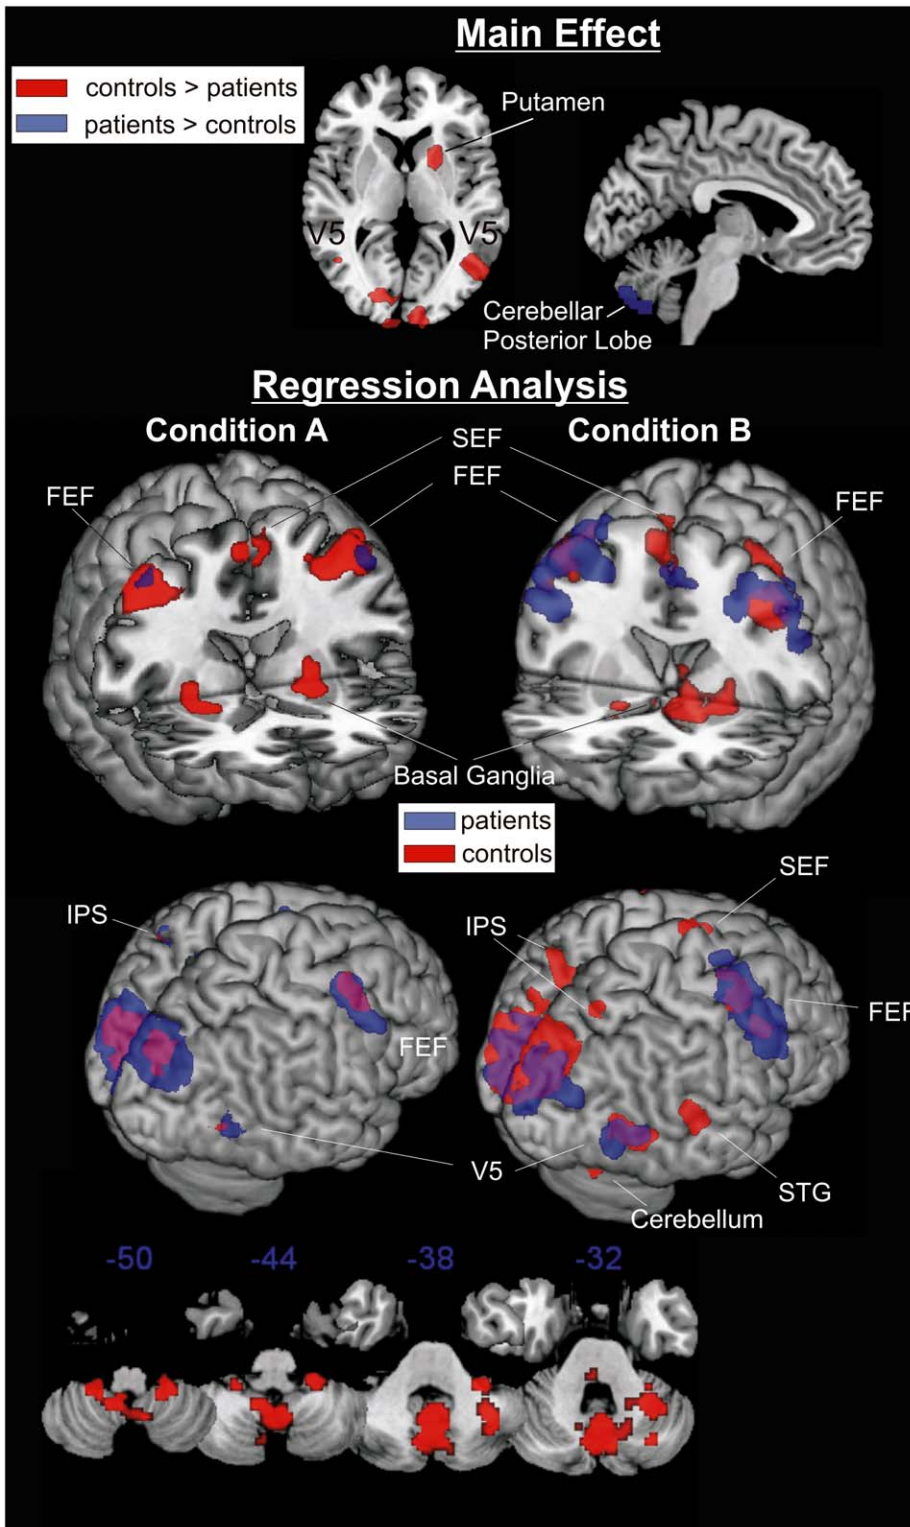 Main Effect
controls > patients
patients > controls
Putamen
V5
V5
Cerebellar
Posterior Lobe
Regression Analysis
Condition A
Condition B
SEF
FEF
FEF
FEF
Basal Ganglia
patients
controls
SEF
IPS
IPS
FEF
FEF
V5
STG
Cerebellum
-50
-44
-38
-32